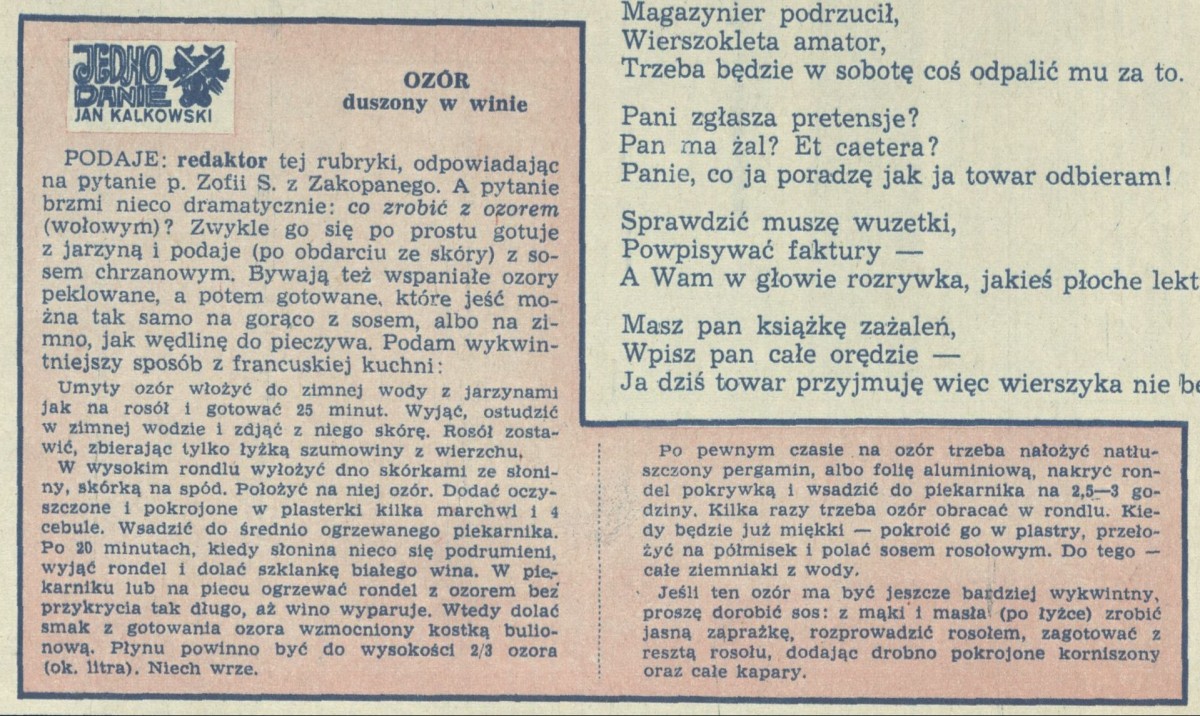 JEDNO
DANIE
JAN KALKOWSKI
OZÓR
duszony w winie
PODAJE: redaktor tej rubryki, odpowiadając
na pytanie p. Zofii S. z Zakopanego. A pytanie
brzmi nieco dramatycznie: co zrobić z ozorem
(wołowym)? Zwykle go się po prostu gotuje
z jarzyną i podaje (po obdarciu ze skóry) z so-
sem chrzanowym. Bywają też wspaniałe ozory
peklowane, a potem gotowane, które jeść mo-
żna tak samo na gorąco z sosem, albo na zi-
mno, jak wędlinę do pieczywa. Podam wykwin-
tniejszy sposób z francuskiej kuchni:
Umyty ozór włożyć do zimnej wody z jarzynami
jak na rosół i gotować 25 minut. Wyjąć, ostudzić
w zimnej wodzie i zdjąć z niego skórę. Rosół zosta-
wić, zbierając tylko łyżką szumowiny z wierzchu.
W wysokim rondlu wyłożyć dno skórkami ze słoni-
ny, skórką na spód. Położyć na niej ozór. Dodać oczy-
szczone i pokrojone w plasterki kilka marchwi i 4
cebule. Wsadzić do średnio ogrzewanego piekarnika.
Po 20 minutach, kiedy słonina nieco się podrumieni,
wyjąć rondel i dolać szklankę białego wina. W pie-
karniku lub na piecu ogrzewać rondel z ozorem bez
przykrycia tak długo, aż wino wyparuje. Wtedy dolać
smak z gotowania ozora wzmocniony kostką bulio-
nową. Płynu powinno być do wysokości 2/3 ozora
(ok. litra). Niech wrze.
Po pewnym czasie na ozór trzeba nałożyć natłu-
szczony pergamin, albo folię aluminiową, nakryć ron-
del pokrywką i wsadzić do piekarnika na 2,5—3 go-
dziny. Kilka razy trzeba ozór obracać w rondlu. Kie-
dy będzie już miękki — pokroić go w plastry, przeło-
żyć na półmisek i polać sosem rosołowym. Do tego —
całe ziemniaki z wody.
Jeśli ten ozór ma być jeszcze bardziej wykwintny,
proszę dorobić sos: z mąki i masła (po łyżce) zrobić
jasną zaprażkę, rozprowadzić rosołem, zagotować z
resztą rosołu, dodając drobno pokrojone korniszony
oraz całe kapary.
Magazynier podrzucił,
Wierszokleta amator,
Trzeba będzie w sobotę coś odpalić mu za to.
Pani zgłasza pretensje?
Pan ma żal? Et caetera?
Panie, co ja poradzę jak ja towar odbieram!
Sprawdzić muszę wuzetki,
Powpisywać faktury —
A Wam w głowie rozrywka, jakieś płoche lekt
Masz pan książkę zażaleń,
Wpisz pan całe orędzie —
Ja dziś towar przyjmuję więc wierszyka nie bę